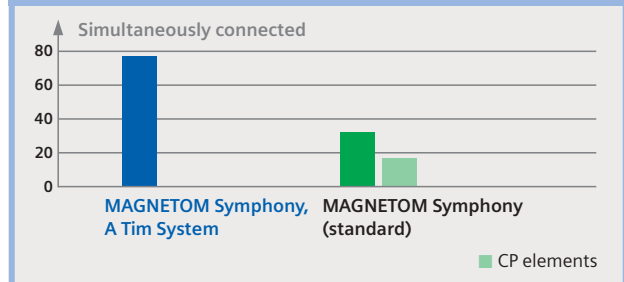 Simultaneously connected
80
60
40
20
0
MAGNETOM Symphony,
A Tim System
MAGNETOM Symphony
(standard)
CP elements